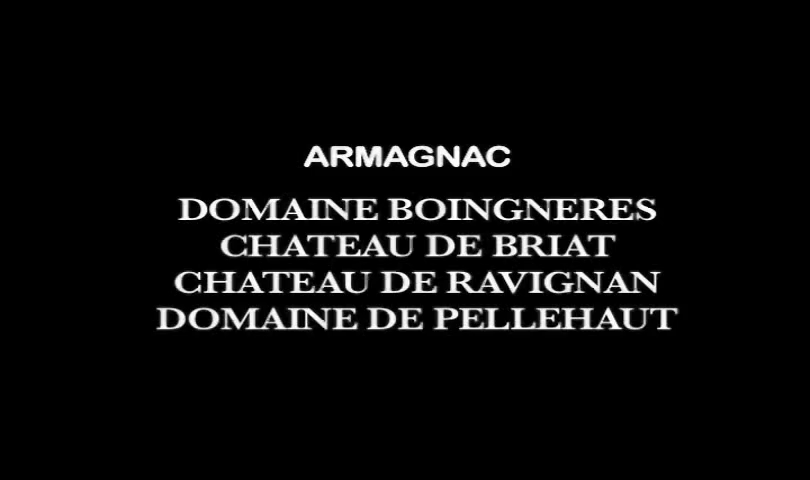 ARMAGNAC
DOMAINE BOINGNERES
CHATEAU DE BRIAT
CHATEAU DE RAVIGNAN
DOMAINE DE PELLEHAUT